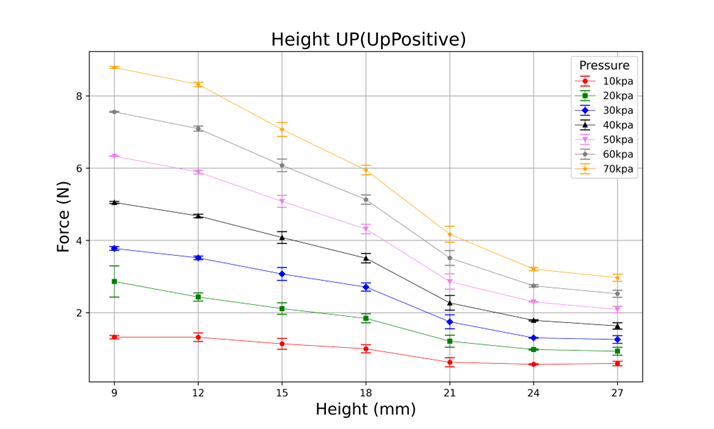 Height UP(UpPositive)
Pressure
10kpa
20kpa
30kpa
40kpa
50kpa
60kpa
70kpa
8
6
4
2
Force (N)
9 12 15 18 21 24 27
Height (mm)